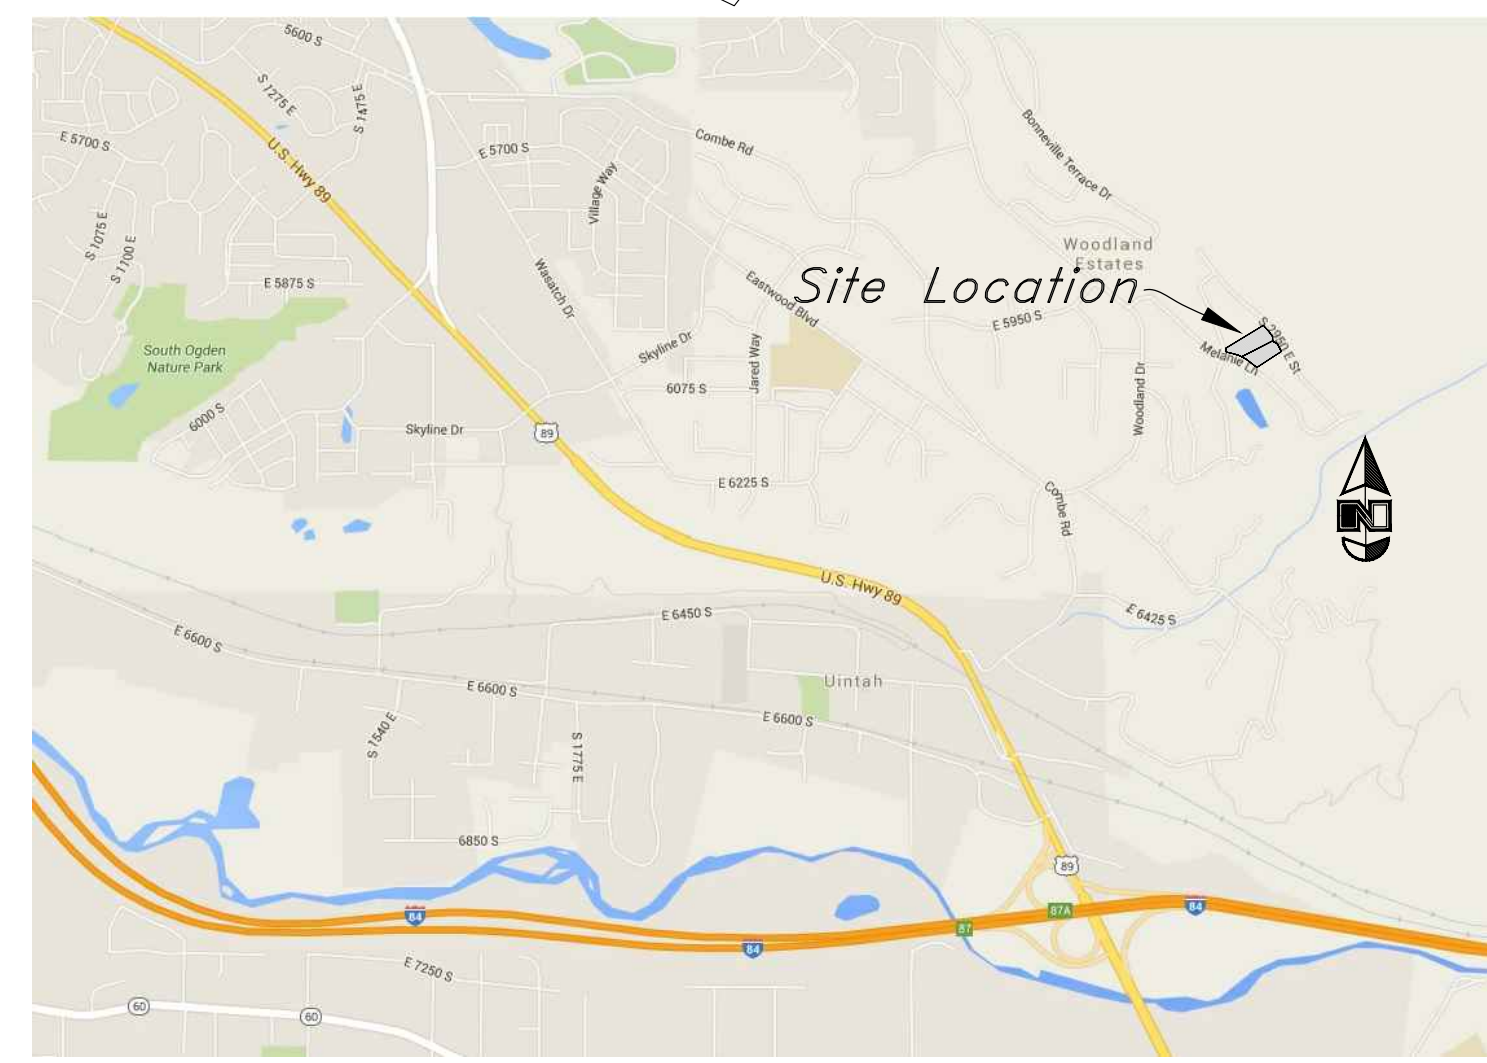 5600 S
S 1275 E
S 1475 E
E 5700 S
E 5700 S
Combe Rd
Bonneville Terrace Dr
U.S. Hwy 89
Village Way
S 1075 E
S 1100 E
Woodland
Estates
E 5875 S
Wasatch Dr
Eastwood Blvd
Site Location
E 5950 S
S 2950 E St
Melanie Ln
South Ogden
Nature Park
Skyline Dr
Jared Way
6075 S
Woodland Dr
6000 S
Skyline Dr
89
E 6225 S
Combe Rd
N
U.S. Hwy 89
E 6450 S
E 6425 S
E 6600 S
E 6600 S
Uintah
E 6600 S
S 1540 E
S 1775 E
6850 S
89
84
87A
84
87
84
E 7250 S
60
60